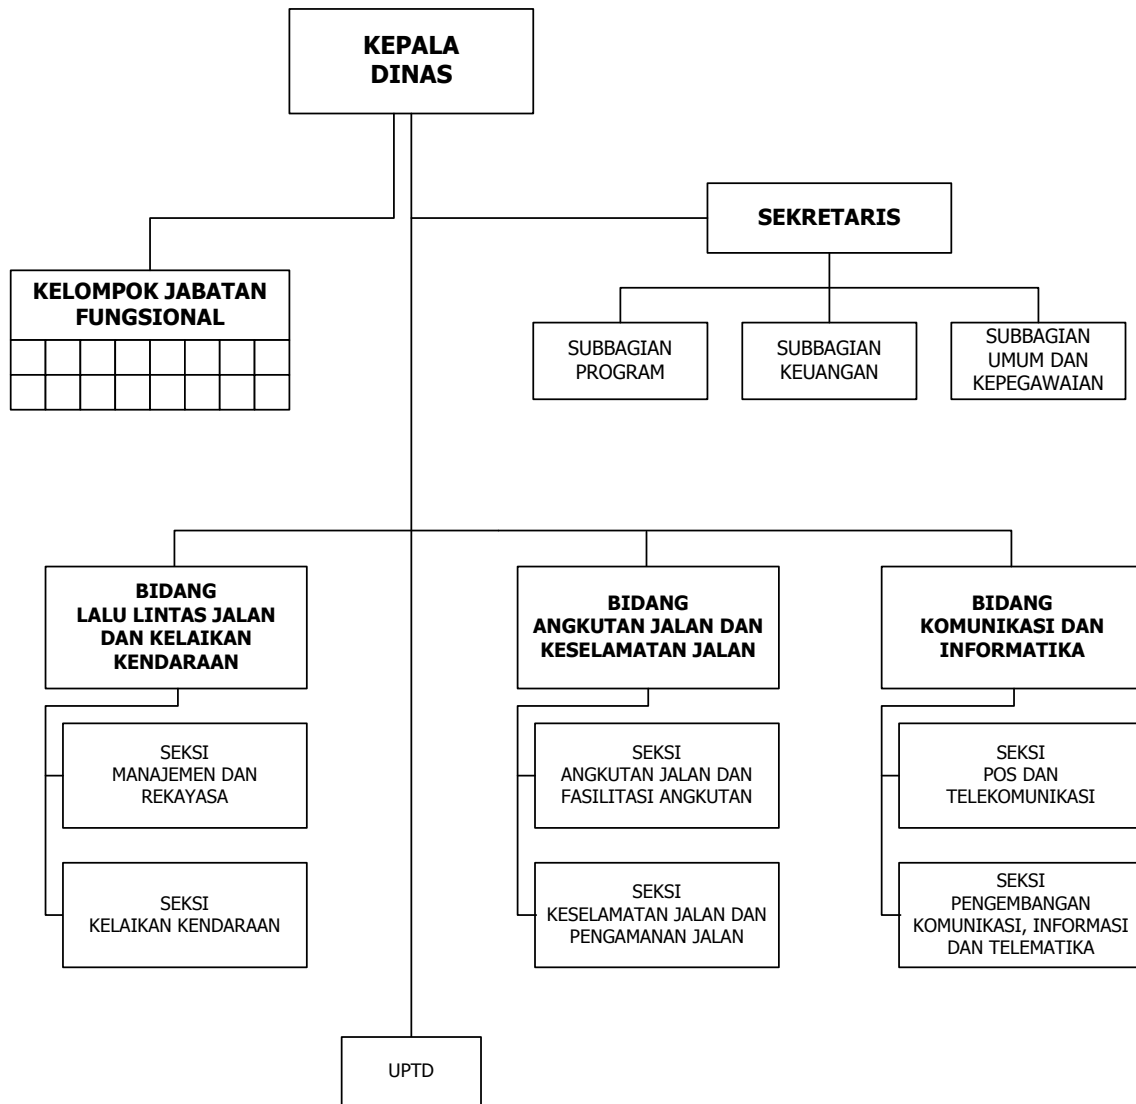 KEPALA
DINAS
SEKRETARIS
KELOMPOK JABATAN
FUNGSIONAL
SUBBAGIAN
PROGRAM
SUBBAGIAN
KEUANGAN
SUBBAGIAN
UMUM DAN
KEPEGAWAIAN
BIDANG
LALU LINTAS JALAN
DAN KELAIKAN
KENDARAAN
BIDANG
ANGKUTAN JALAN DAN
KESELAMATAN JALAN
BIDANG
KOMUNIKASI DAN
INFORMATIKA
SEKSI
MANAJEMEN DAN
REKAYASA
SEKSI
ANGKUTAN JALAN DAN
FASILITASI ANGKUTAN
SEKSI
POS DAN
TELEKOMUNIKASI
SEKSI
KELAIKAN KENDARAAN
SEKSI
KESELAMATAN JALAN DAN
PENGAMANAN JALAN
SEKSI
PENGEMBANGAN
KOMUNIKASI, INFORMASI
DAN TELEMATIKA
UPTD